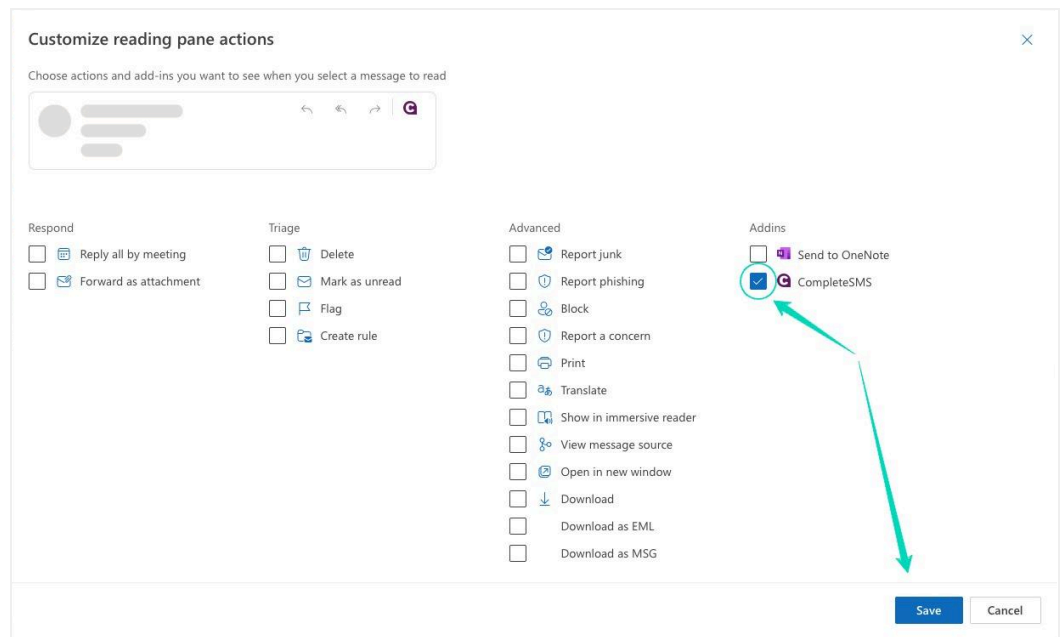 Customize reading pane actions
Choose actions and add-ins you want to see when you select a message to read
Respond
Reply all by meeting
Forward as attachment
Triage
Delete
Mark as unread
Flag
Create rule
Advanced
Report junk
Report phishing
Block
Report a concern
Print
Translate
Show in immersive reader
View message source
Open in new window
Download
Download as EML
Download as MSG
Addins
Send to OneNote
CompleteSMS
Save
Cancel